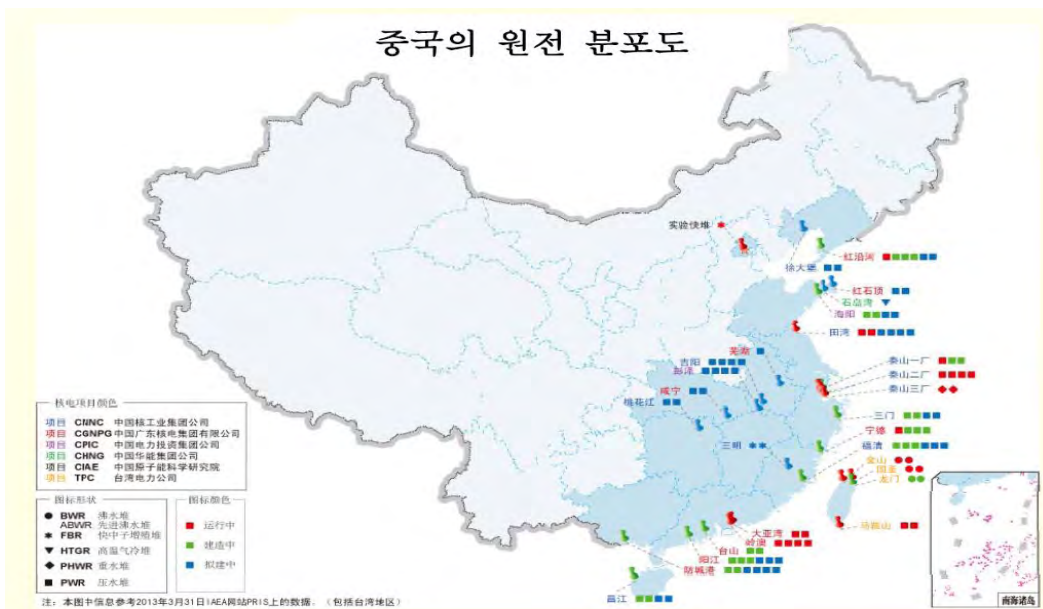 중국의 원전 분포도
实验快堆
红沿河
徐大堡
红石顶
石岛湾
海阳
田湾
芜湖
吉阳
彭泽
咸宁
桃花江
秦山一厂
秦山二厂
秦山三厂
三门
宁德
福清
三明
金山
国圣
龙门
马鞍山
大亚湾
岭澳
台山
阳江
防城港
昌江
核电项目颜色
项目 CNNC 中国核工业集团公司
项目 CGNPG 中国广东核电集团有限公司
项目 CPIC 中国电力投资集团公司
项目 CHNG 中国华能集团公司
项目 CIAE 中国原子能科学研究院
项目 TPC 台湾电力公司
图标形状
BWR 沸水堆
ABWR 先进沸水堆
FBR 快中子增殖堆
HTGR 高温气冷堆
PHWR 重水堆
PWR 压水堆
图标颜色
运行中
建造中
拟建中
注: 本图中信息参考2013年3月31日IAEA网站PRIS上的数据. (包括台湾地区)
南海诸岛